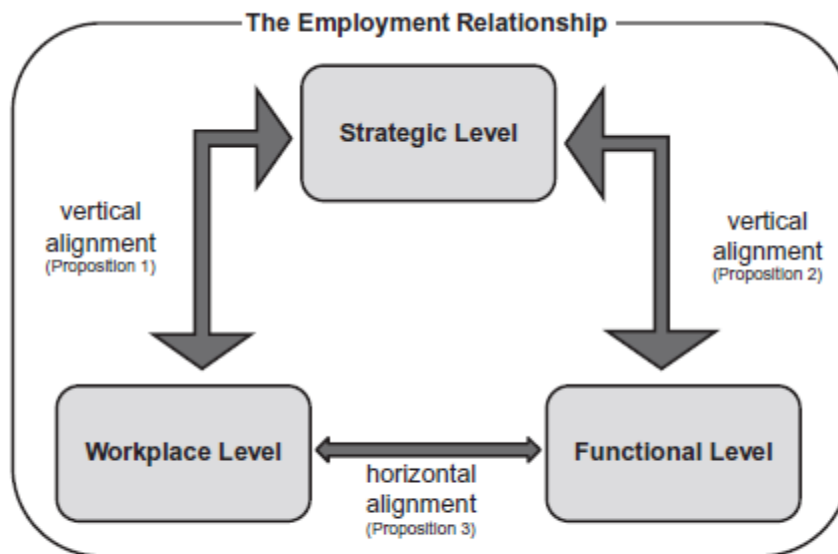 The Employment Relationship
Strategic Level
vertical
alignment
(Proposition 1)
vertical
alignment
(Proposition 2)
Workplace Level
Functional Level
horizontal
alignment
(Proposition 3)